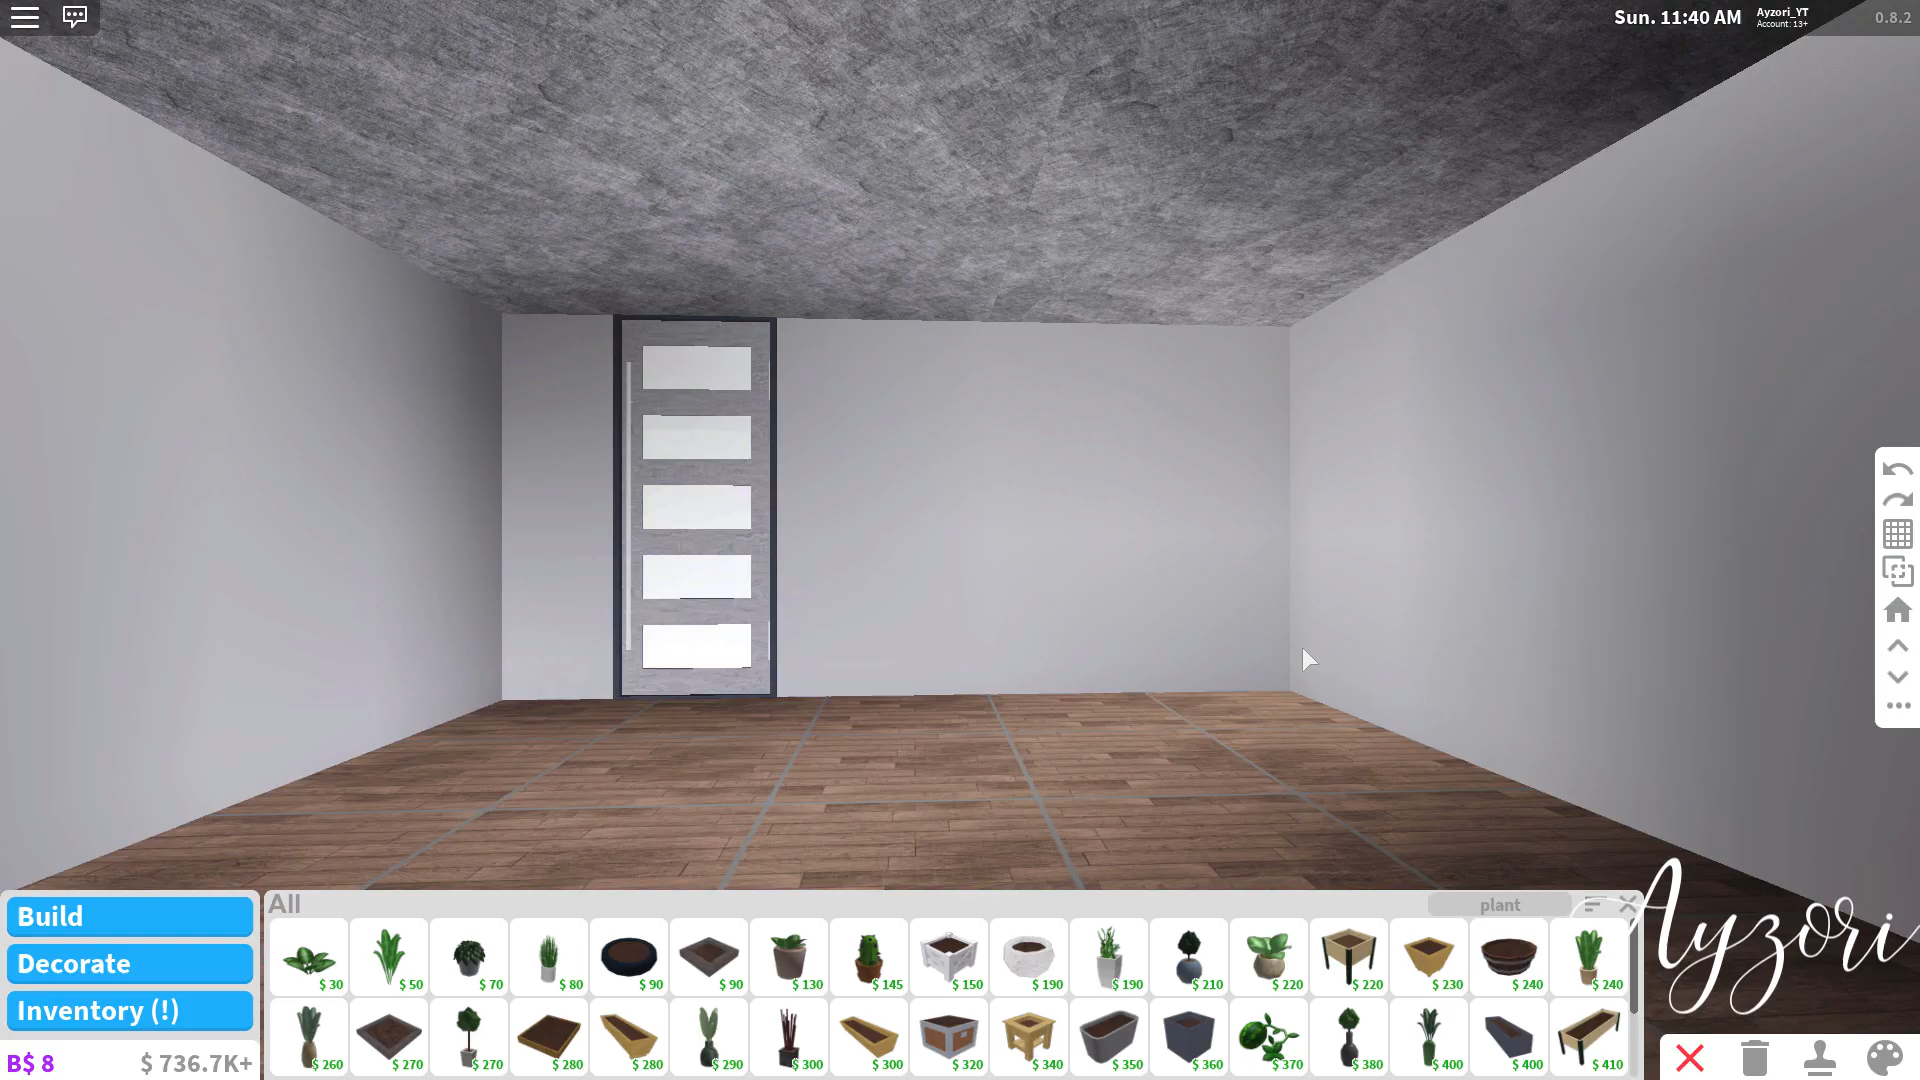 Sun. 11:40 AM
Ayzori_YT
Account: 13+
0.8.2
All
plant
Build
Decorate
Inventory (!)
B$ 8
$ 736.7K+
$ 30 $ 50 $ 70 $ 80 $ 90 $ 90 $ 130 $ 145 $ 150 $ 190 $ 190 $ 210 $ 220 $ 220 $ 230 $ 240 $ 240
$ 260 $ 270 $ 270 $ 280 $ 280 $ 290 $ 300 $ 300 $ 320 $ 340 $ 350 $ 360 $ 370 $ 380 $ 400 $ 400 $ 410
Ayzori